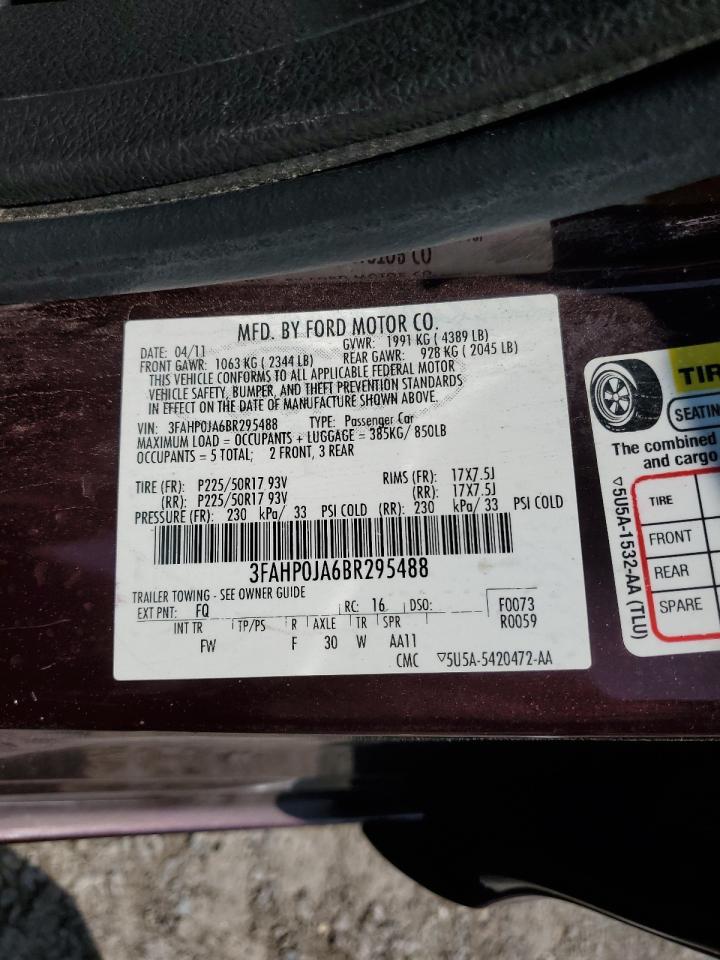 FORD MOTOR CO
MFD. BY FORD MOTOR CO.
DATE: 04/11 GVWR: 1991 KG ( 4389 LB)
FRONT GAWR: 1063 KG ( 2344 LB) REAR GAWR: 928 KG ( 2045 LB)
THIS VEHICLE CONFORMS TO ALL APPLICABLE FEDERAL MOTOR
VEHICLE SAFETY, BUMPER, AND THEFT PREVENTION STANDARDS
IN EFFECT ON THE DATE OF MANUFACTURE SHOWN ABOVE.
VIN: 3FAHP0JA6BR295488 TYPE: Passenger Car
MAXIMUM LOAD = OCCUPANTS + LUGGAGE = 385KG/ 850LB
OCCUPANTS = 5 TOTAL; 2 FRONT, 3 REAR
TIRE (FR): P225/50R17 93V RIMS (FR): 17X7.5J
(RR): P225/50R17 93V (RR): 17X7.5J
PRESSURE (FR): 230 kPa/ 33 PSI COLD (RR): 230 kPa/ 33 PSI COLD
3FAHP0JA6BR295488
TRAILER TOWING - SEE OWNER GUIDE
EXT PNT: FQ RC: 16 DSO: F0073
R0059
INT TR TP/PS R AXLE TR SPR
FW F 30 W AA11
CMC ▽5U5A-5420472-AA
TIR
SEATIN
The combined
and cargo
TIRE
FRONT
REAR
SPARE
▽5U5A-1532-AA (TLU)